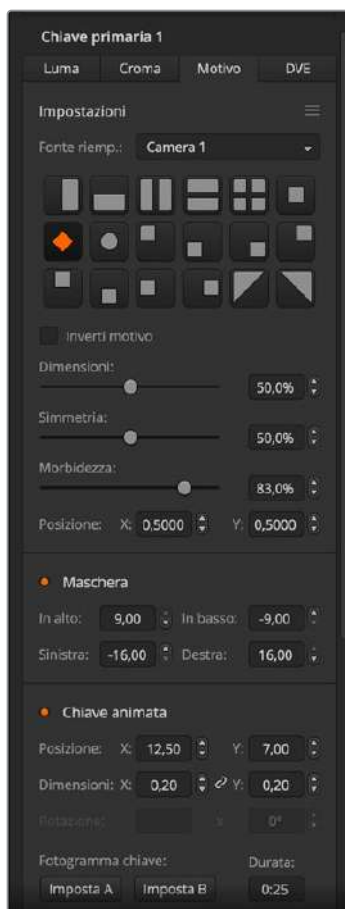 Chiave primaria 1
Luma Croma Motivo DVE
Impostazioni
Fonte riemp.: Camera 1
Inverti motivo
Dimensioni:
50,0%
Simmetria:
50,0%
Morbidezza:
83,0%
Posizione: X: 0,5000 Y: 0,5000
Maschera
In alto: 9,00 In basso: -9,00
Sinistra: -16,00 Destra: 16,00
Chiave animata
Posizione: X: 12,50 Y: 7,00
Dimensioni: X: 0,20 Y: 0,20
Rotazione: x 0°
Fotogramma chiave: Durata:
Imposta A Imposta B 0:25